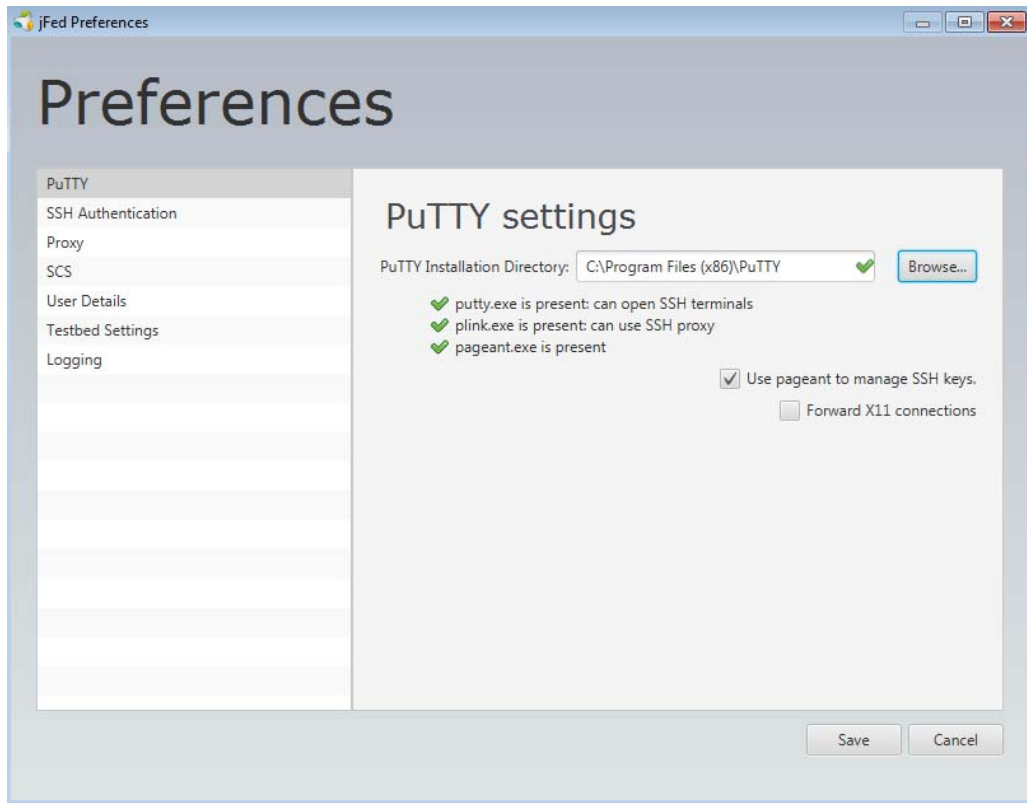 jFed Preferences
Preferences
PuTTY
SSH Authentication
Proxy
SCS
User Details
Testbed Settings
Logging
PuTTY settings
PuTTY Installation Directory: C:\Program Files (x86)\PuTTY Browse...
putty.exe is present: can open SSH terminals
plink.exe is present: can use SSH proxy
pageant.exe is present
Use pageant to manage SSH keys.
Forward X11 connections
Save Cancel